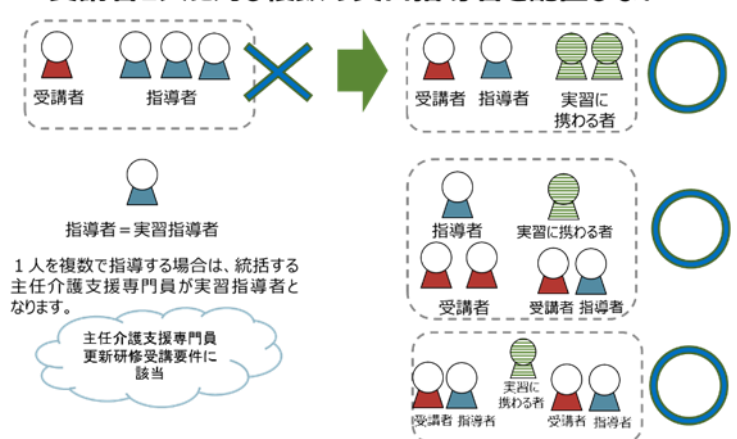 受講者 指導者
受講者 指導者 実習に
携わる者
指導者＝実習指導者
１人を複数で指導する場合は、統括する
主任介護支援専門員が実習指導者と
なります。
主任介護支援専門員
更新研修受講要件に
該当
指導者 実習に携わる者
受講者 受講者 指導者
実習に
携わる者
受講者 指導者 受講者 指導者